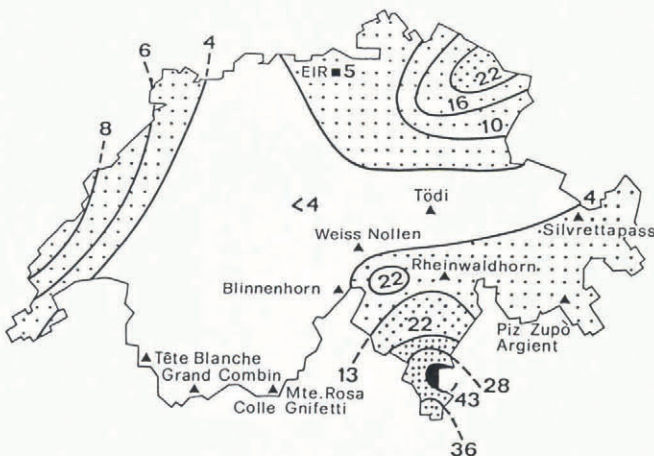 6
4
EIR ■ 5
22
16
8
10
<4
Tödi
4
Silvrettapass
Weiss Nollen
Rheinwaldhorn
Blinnenhorn
22
22
Piz Zupò
Argient
Tête Blanche
13
Grand Combin
28
Mte. Rosa
43
Colle Gnifetti
36